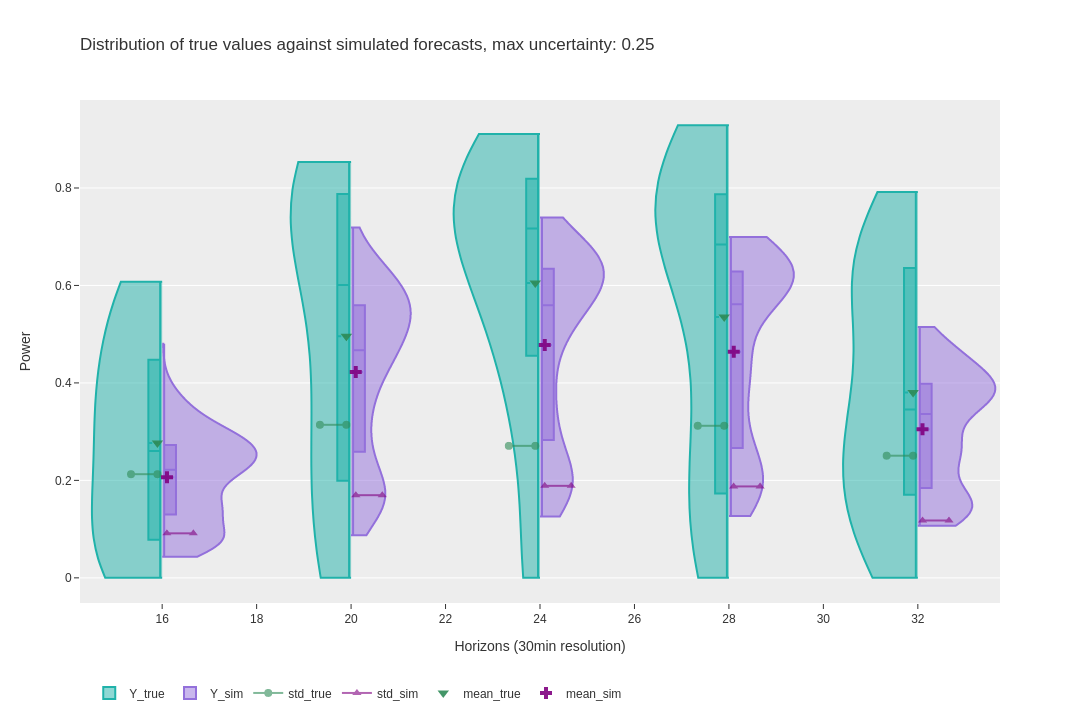 Distribution of true values against simulated forecasts, max uncertainty: 0.25
0.8
0.6
0.4
0.2
0
Power
16 18 20 22 24 26 28 30 32
Horizons (30min resolution)
Y_true Y_sim std_true std_sim mean_true mean_sim